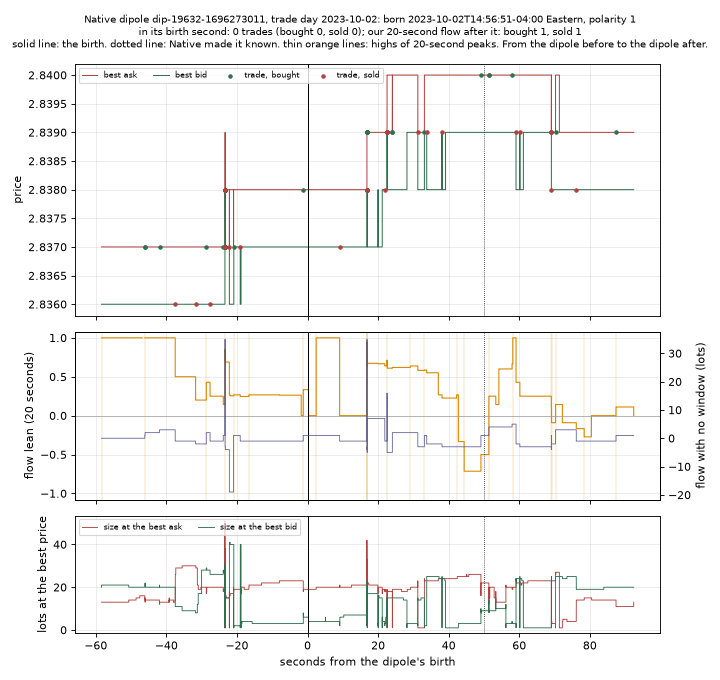 Native dipole dip-19632-1696273011, trade day 2023-10-02: born 2023-10-02T14:56:51-04:00 Eastern, polarity 1
in its birth second: 0 trades (bought 0, sold 0); our 20-second flow after it: bought 1, sold 1
solid line: the birth. dotted line: Native made it known. thin orange lines: highs of 20-second peaks. From the dipole before to the dipole after.
best ask best bid trade, bought trade, sold
2.8400
2.8395
2.8390
2.8385
2.8380
2.8375
2.8370
2.8365
2.8360
price
1.0
0.5
0.0
−0.5
−1.0
flow lean (20 seconds)
30
20
10
0
−10
−20
flow with no window (lots)
size at the best ask size at the best bid
40
20
0
lots at the best price
−60 −40 −20 0 20 40 60 80
seconds from the dipole's birth